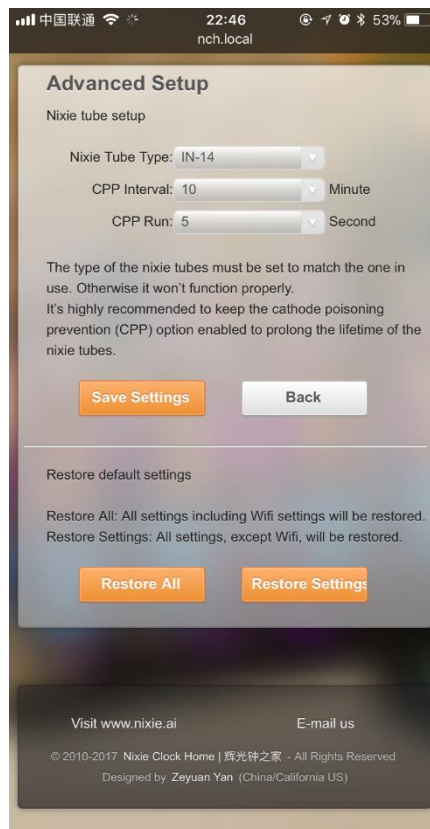 中国联通 22:46 53%
nch.local
Advanced Setup
Nixie tube setup
Nixie Tube Type: IN-14
CPP Interval: 10 Minute
CPP Run: 5 Second
The type of the nixie tubes must be set to match the one in
use. Otherwise it won't function properly.
It's highly recommended to keep the cathode poisoning
prevention (CPP) option enabled to prolong the lifetime of the
nixie tubes.
Save Settings Back
Restore default settings
Restore All: All settings including Wifi settings will be restored.
Restore Settings: All settings, except Wifi, will be restored.
Restore All Restore Settings
Visit www.nixie.ai E-mail us
© 2010-2017 Nixie Clock Home | 辉光钟之家 - All Rights Reserved
Designed by Zeyuan Yan (China/California US)